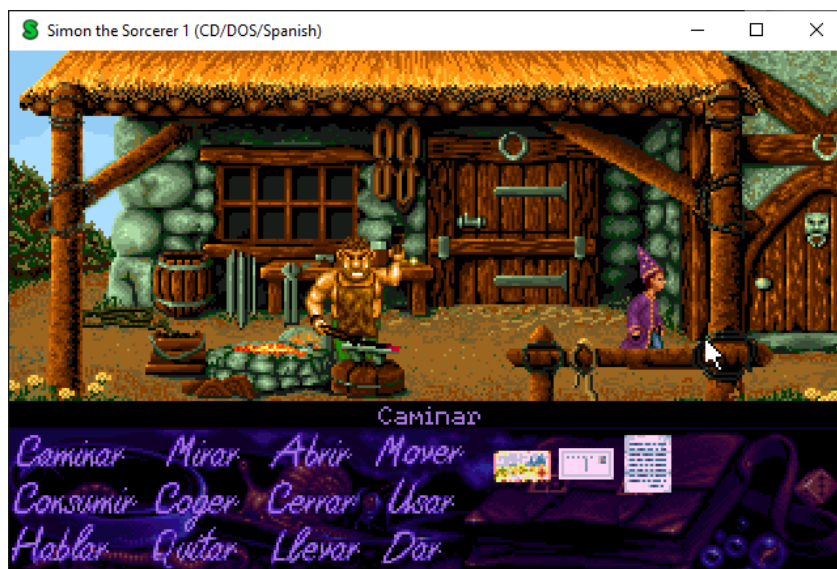 Simon the Sorcerer 1 (CD/DOS/Spanish)
Caminar
Caminar Mirar Abrir Mover
Consumir Coger Cerrar Usar
Hablar Quitar Llevar Dar